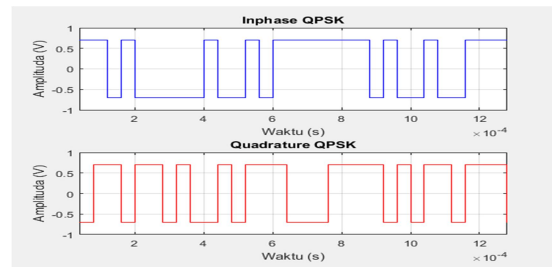 Inphase QPSK
1
0.5
0
-0.5
-1
Amplituda (V)
2 4 6 8 10 12
Waktu (s)
× 10⁻⁴
Quadrature QPSK
1
0.5
0
-0.5
-1
Amplituda (V)
2 4 6 8 10 12
Waktu (s)
× 10⁻⁴